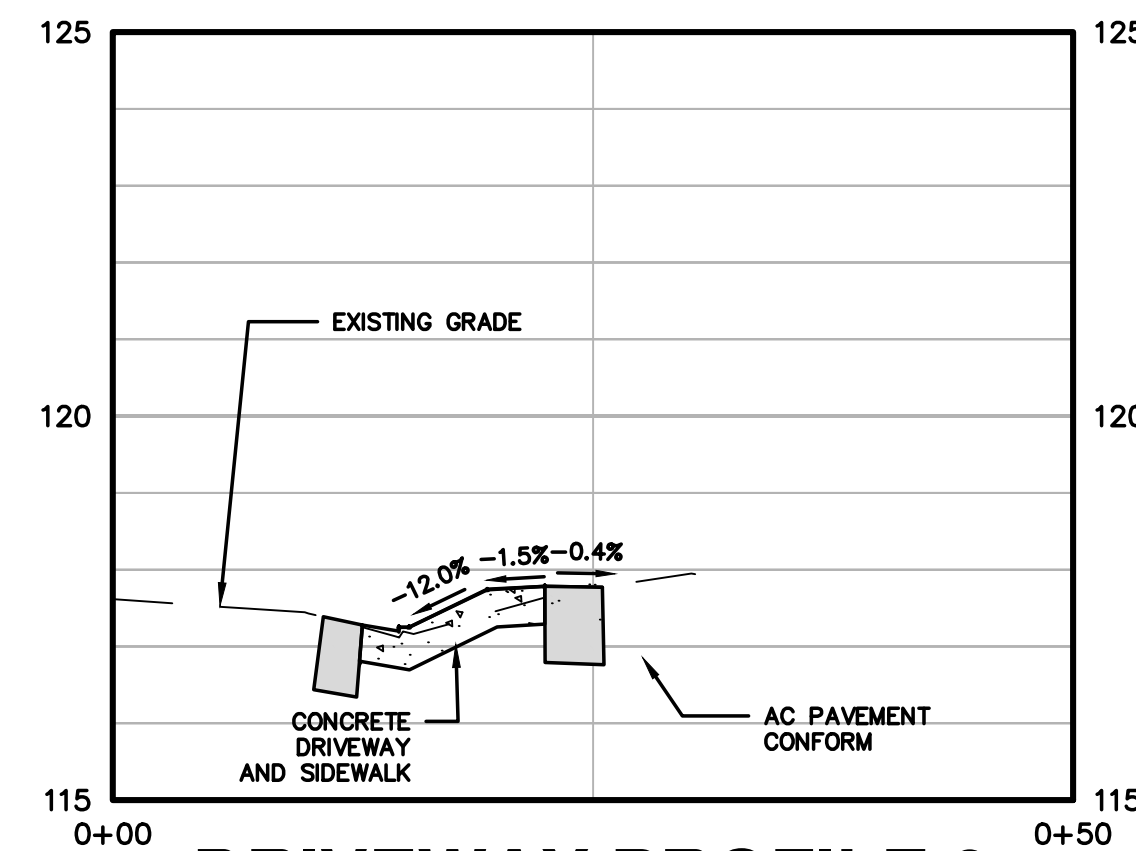 125
125
EXISTING GRADE
120
120
-12.0%
-1.5%
-0.4%
CONCRETE
DRIVEWAY
AND SIDEWALK
AC PAVEMENT
CONFORM
115
115
0+00
0+50